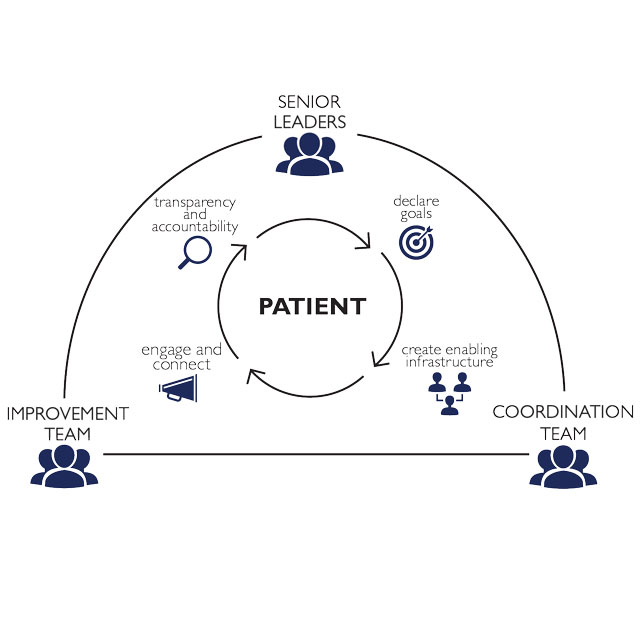 SENIOR
LEADERS
transparency
and
accountability
declare
goals
PATIENT
engage and
connect
create enabling
infrastructure
IMPROVEMENT
TEAM
COORDINATION
TEAM